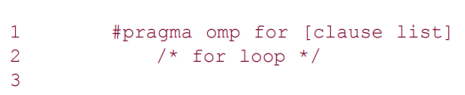 1 #pragma omp for [clause list]
2 /* for loop */
3